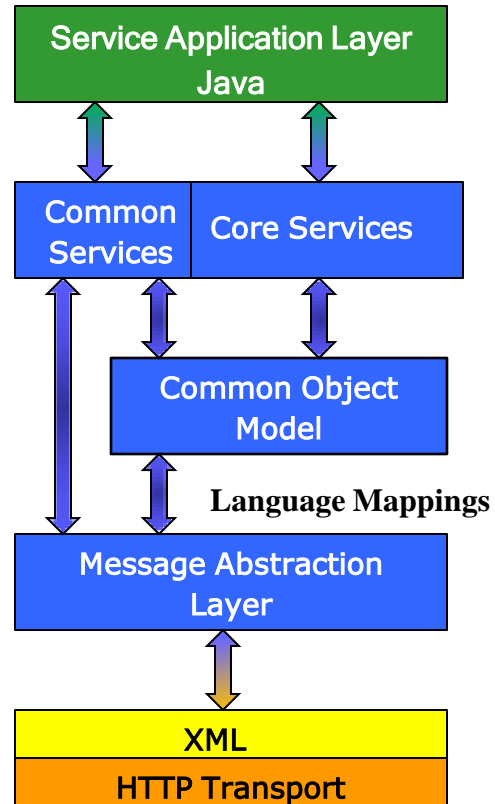 Service Application Layer
Java
Common
Services
Core Services
Common Object
Model
Language Mappings
Message Abstraction
Layer
XML
HTTP Transport